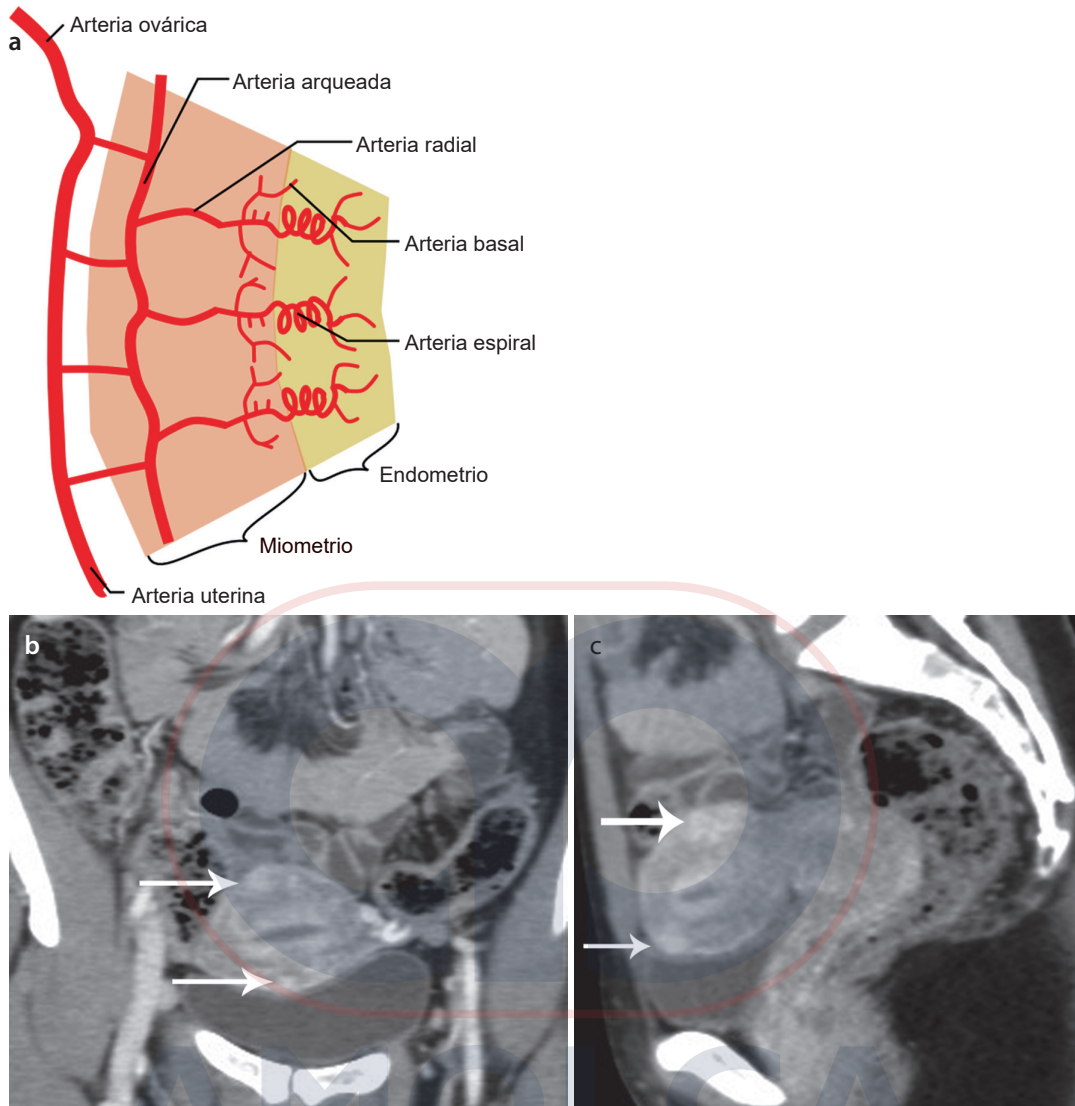 Arteria ovárica
a
Arteria arqueada
Arteria radial
Arteria basal
Arteria espiral
Endometrio
Miometrio
Arteria uterina
b
c